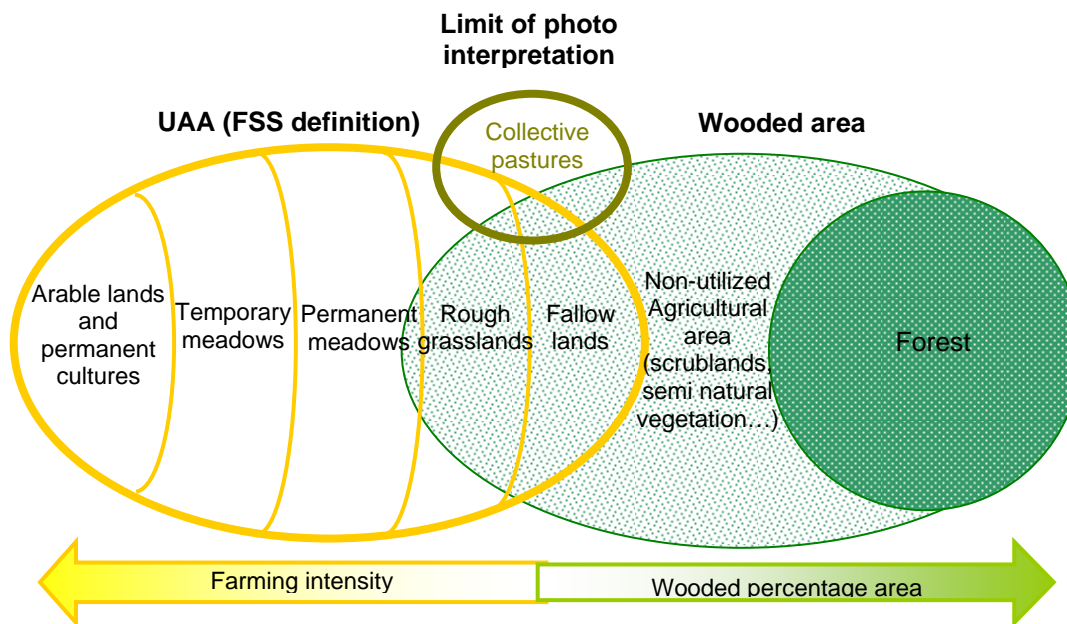 Limit of photo
interpretation
UAA (FSS definition)
Collective
pastures
Wooded area
Arable lands
and
permanent
cultures
Temporary
meadows
Permanent
meadows
Rough
grasslands
Fallow
lands
Non-utilized
Agricultural
area
(scrublands,
semi natural
vegetation…)
Forest
Farming intensity
Wooded percentage area